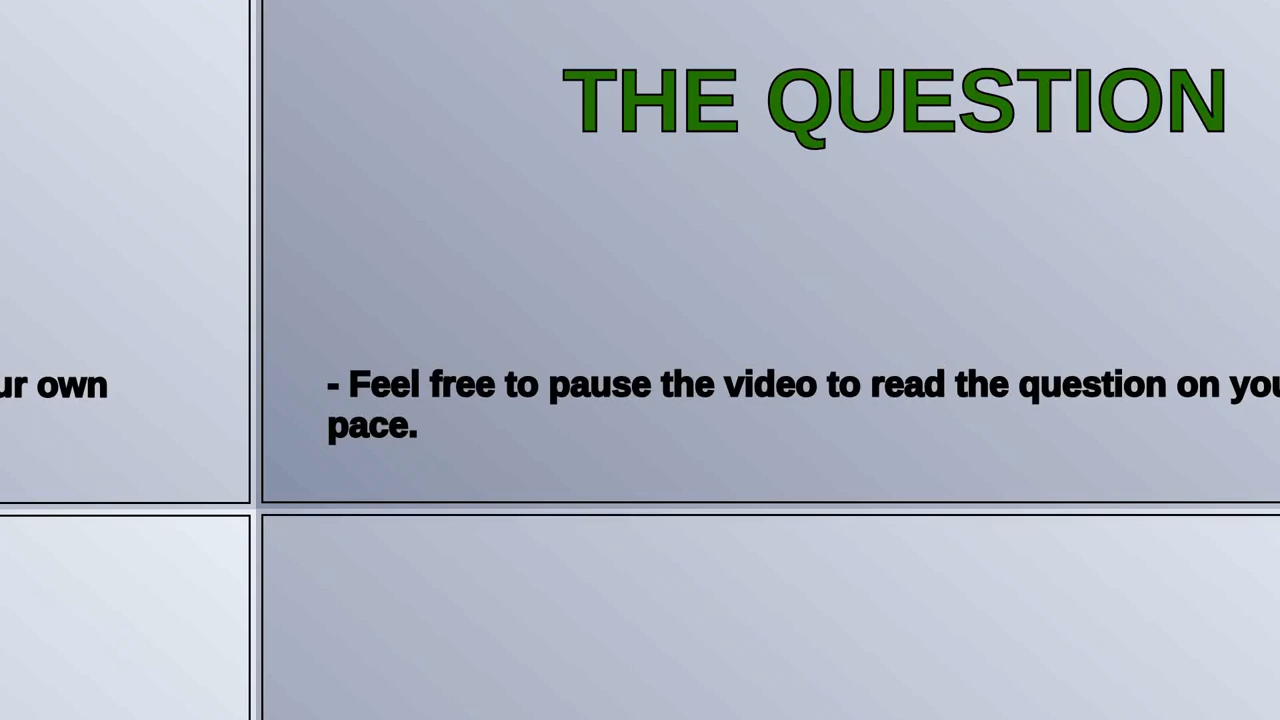 THE QUESTION
ur own
- Feel free to pause the video to read the question on you
pace.